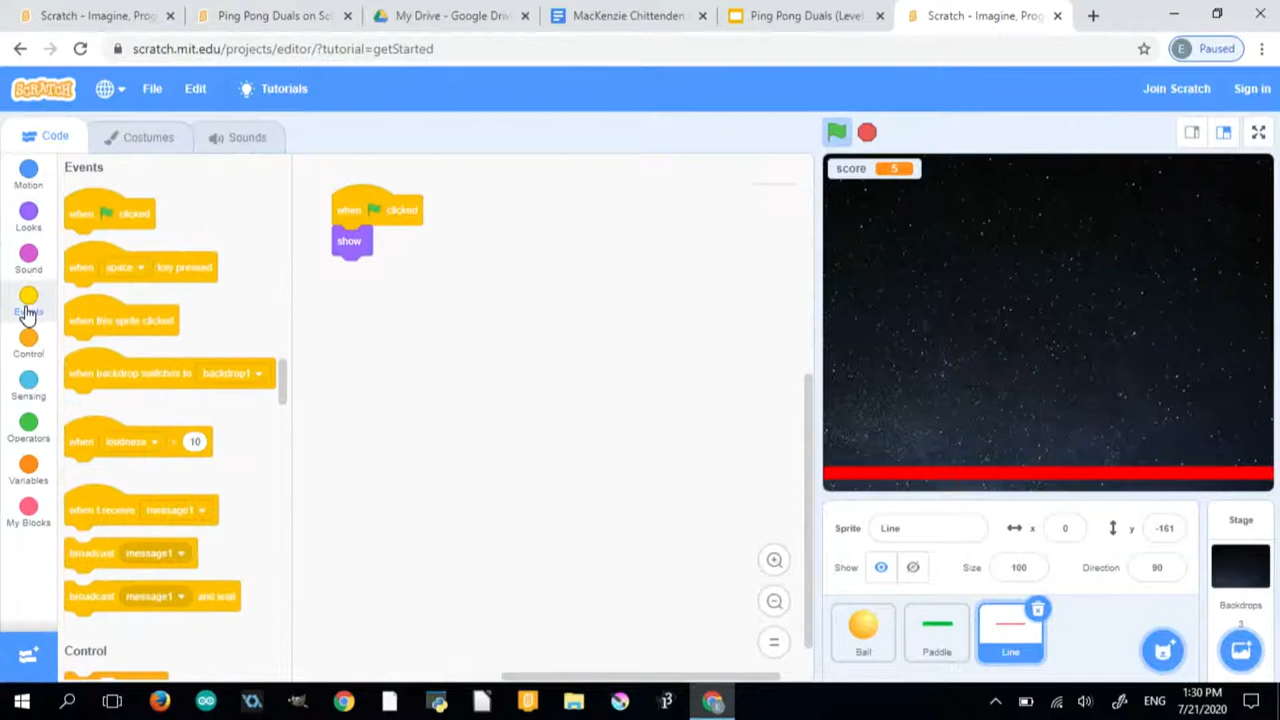 Scratch - Imagine, Prog
Ping Pong Duals on Sc
My Drive - Google Driv
MacKenzie Chittenden
Ping Pong Duals (Level
Scratch - Imagine, Prog
scratch.mit.edu/projects/editor/?tutorial=getStarted
E Paused
SCRATCH File Edit Tutorials Join Scratch Sign in
Code Costumes Sounds
Motion
Looks
Sound
Events
Control
Sensing
Operators
Variables
My Blocks
Events
when clicked
when space key pressed
when this sprite clicked
when backdrop switches to backdrop1
when loudness > 10
when I receive message1
broadcast message1
broadcast message1 and wait
Control
when clicked
show
score 5
Sprite Line x 0 y -161
Show Size 100 Direction 90
Ball Paddle Line
Stage
Backdrops
3
ENG
1:30 PM
7/21/2020